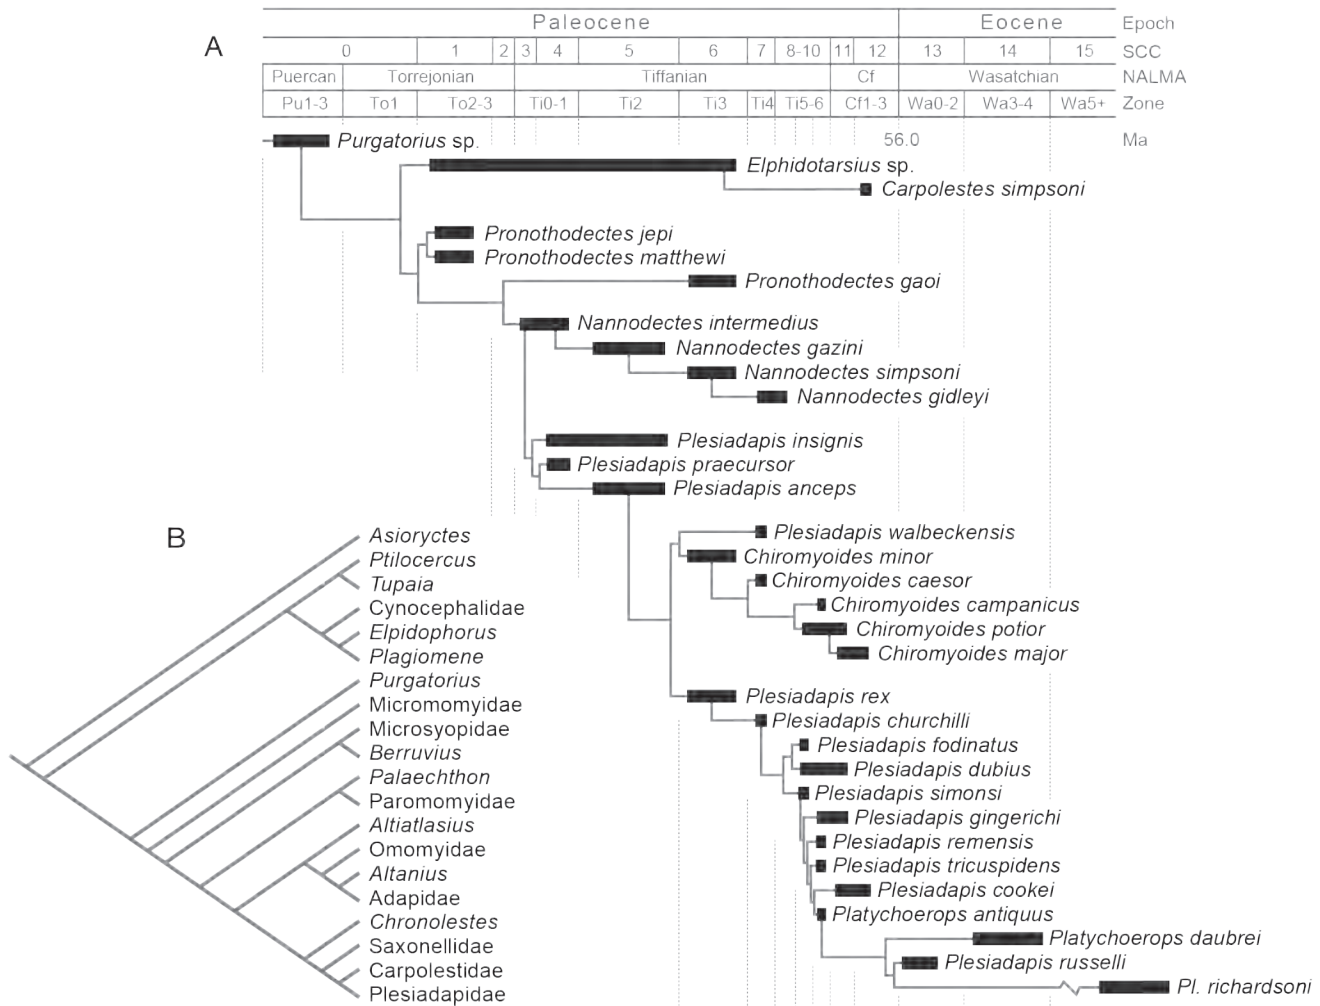 A
Paleocene Eocene Epoch
0 1 2 3 4 5 6 7 8-10 11 12 13 14 15 SCC
Puercan Torrejonian Tiffanian Cf Wasatchian NALMA
Pu1-3 To1 To2-3 Ti0-1 Ti2 Ti3 Ti4 Ti5-6 Cf1-3 Wa0-2 Wa3-4 Wa5+ Zone
Purgatorius sp. 56.0 Ma
Elphidotarsius sp.
Carpolestes simpsoni
Pronothodectes jepi
Pronothodectes matthewi
Pronothodectes gaoi
Nannodectes intermedius
Nannodectes gazini
Nannodectes simpsoni
Nannodectes gidleyi
Plesiadapis insignis
Plesiadapis praecursor
Plesiadapis anceps
Plesiadapis walbeckensis
Chiromyoides minor
Chiromyoides caesor
Chiromyoides campanicus
Chiromyoides potior
Chiromyoides major
Plesiadapis rex
Plesiadapis churchilli
Plesiadapis fodinatus
Plesiadapis dubius
Plesiadapis simonsi
Plesiadapis gingerichi
Plesiadapis remensis
Plesiadapis tricuspidens
Plesiadapis cookei
Platychoerops antiquus
Platychoerops daubrei
Plesiadapis russelli
Pl. richardsoni
B
Asioryctes
Ptilocercus
Tupaia
Cynocephalidae
Elpidophorus
Plagiomene
Purgatorius
Micromomyidae
Microsyopidae
Berruvius
Palaechthon
Paromomyidae
Altiatlasius
Omomyidae
Altanius
Adapidae
Chronolestes
Saxonellidae
Carpolestidae
Plesiadapidae